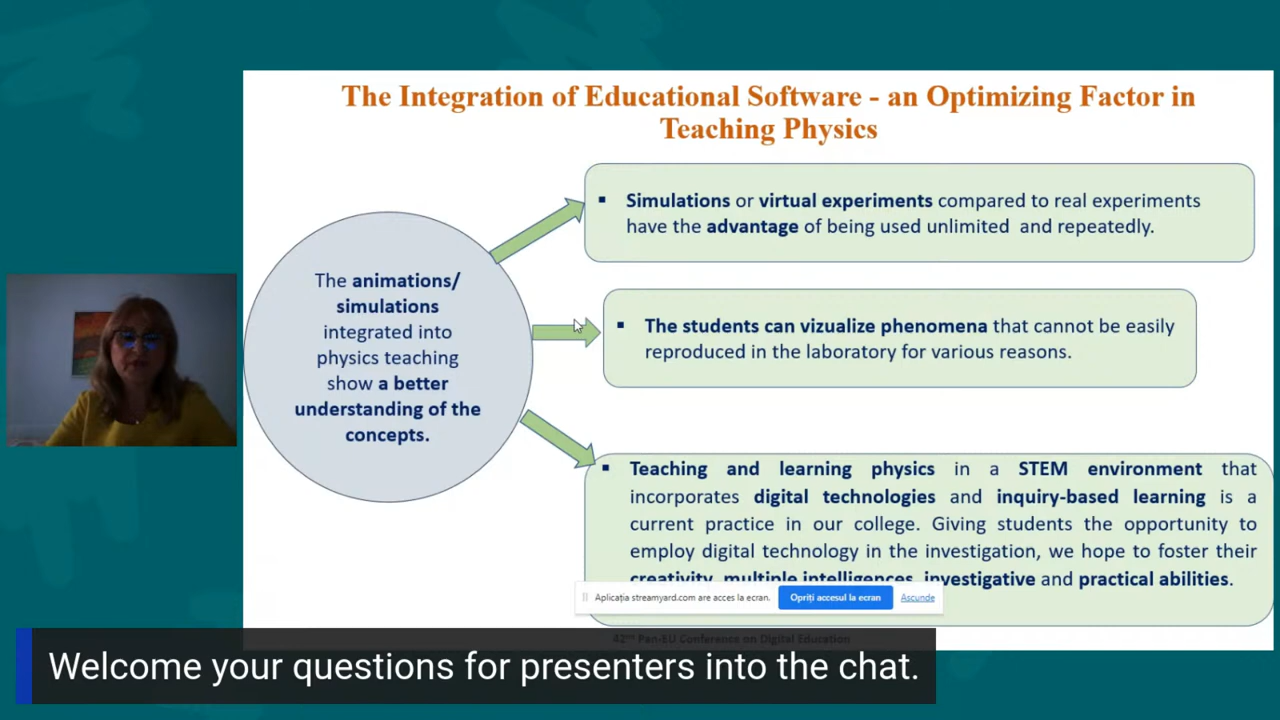 The Integration of Educational Software - an Optimizing Factor in
Teaching Physics
The animations/
simulations
integrated into
physics teaching
show a better
understanding of the
concepts.
▪ Simulations or virtual experiments compared to real experiments
have the advantage of being used unlimited and repeatedly.
▪ The students can vizualize phenomena that cannot be easily
reproduced in the laboratory for various reasons.
▪ Teaching and learning physics in a STEM environment that
incorporates digital technologies and inquiry-based learning is a
current practice in our college. Giving students the opportunity to
employ digital technology in the investigation, we hope to foster their
creativity, multiple intelligences, investigative and practical abilities.
Aplicația streamyard.com are acces la ecran. Opriți accesul la ecran Ascunde
42nd Pan-EU Conference on Digital Education
Welcome your questions for presenters into the chat.